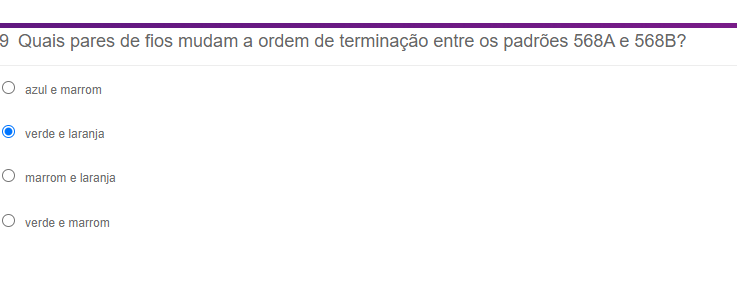 9 Quais pares de fios mudam a ordem de terminação entre os padrões 568A e 568B?
azul e marrom
verde e laranja
marrom e laranja
verde e marrom